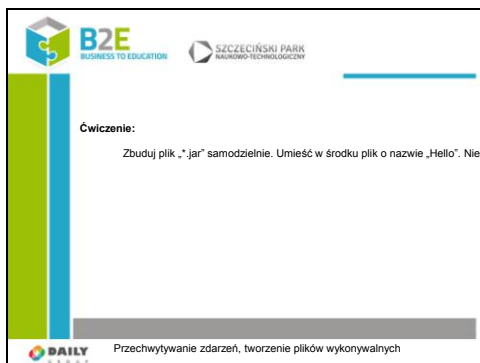 B2E
BUSINESS TO EDUCATION
SZCZECIŃSKI PARK
NAUKOWO-TECHNOLOGICZNY
Ćwiczenie:
Zbuduj plik „*.jar” samodzielnie. Umieść w środku plik o nazwie „Hello”. Nie
DAILY
GROUP
Przechwytywanie zdarzeń, tworzenie plików wykonywalnych